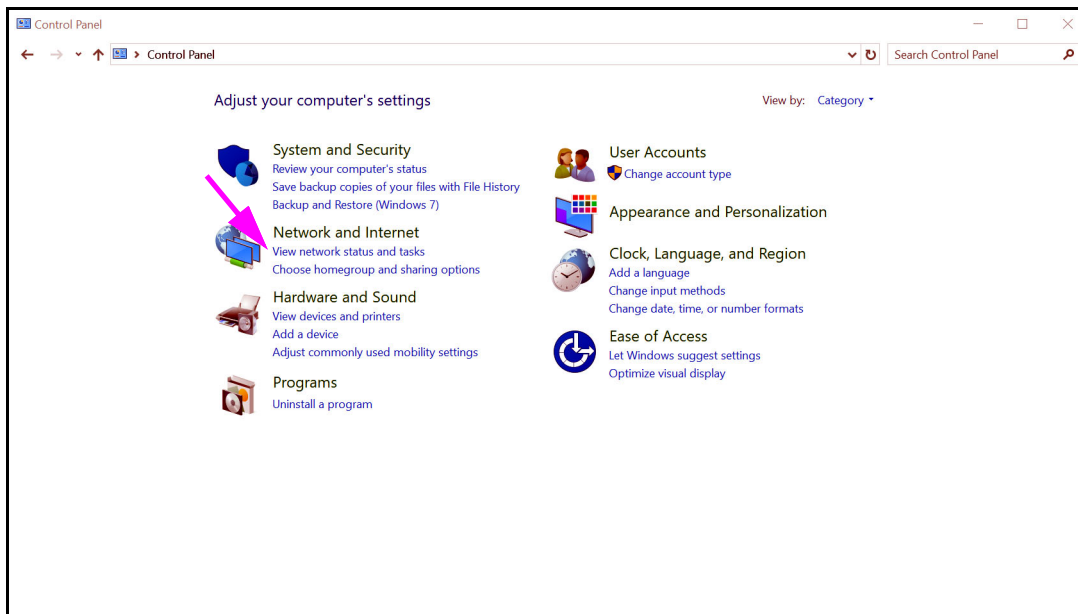 Control Panel
Control Panel
Search Control Panel
Adjust your computer's settings
View by: Category
System and Security
Review your computer's status
Save backup copies of your files with File History
Backup and Restore (Windows 7)
Network and Internet
View network status and tasks
Choose homegroup and sharing options
Hardware and Sound
View devices and printers
Add a device
Adjust commonly used mobility settings
Programs
Uninstall a program
User Accounts
Change account type
Appearance and Personalization
Clock, Language, and Region
Add a language
Change input methods
Change date, time, or number formats
Ease of Access
Let Windows suggest settings
Optimize visual display